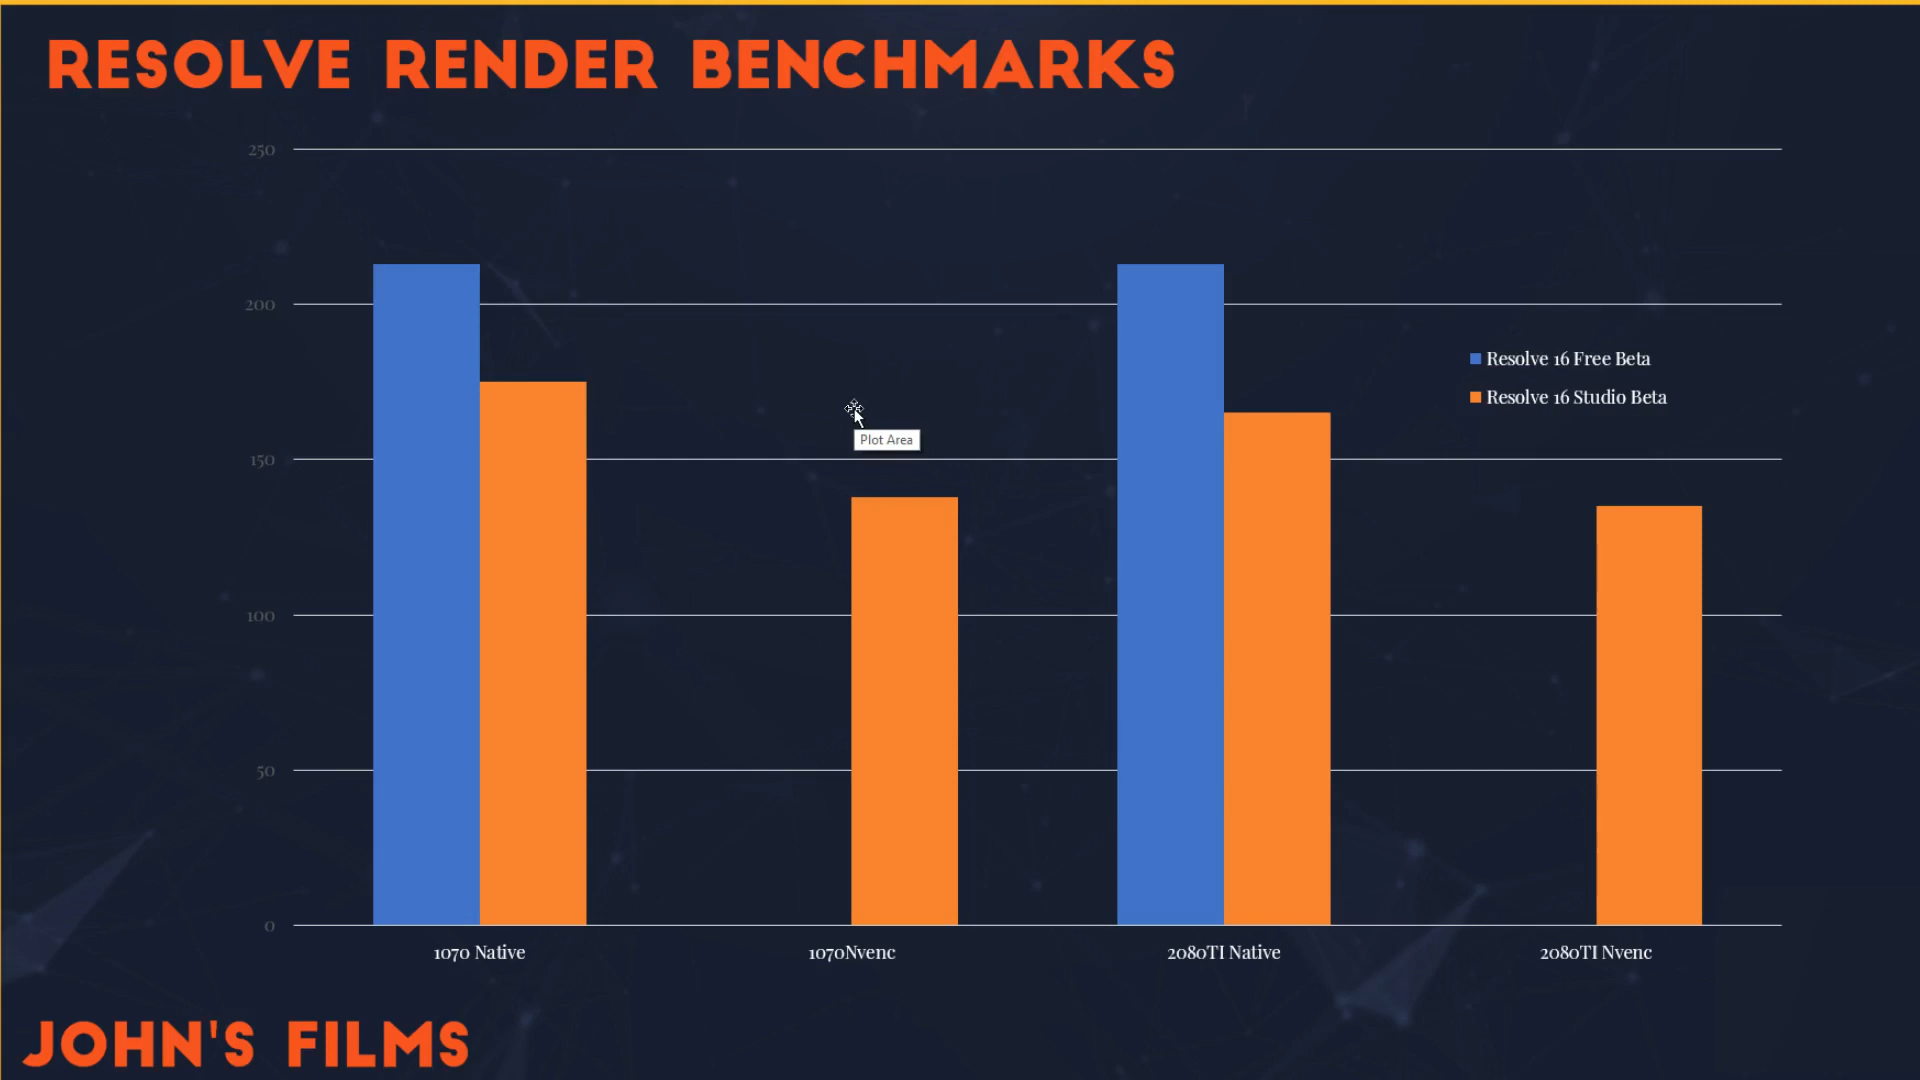 RESOLVE RENDER BENCHMARKS
250
200
Resolve 16 Free Beta
Resolve 16 Studio Beta
Plot Area
150
100
50
0
1070 Native
1070Nvenc
2080TI Native
2080TI Nvenc
JOHN'S FILMS